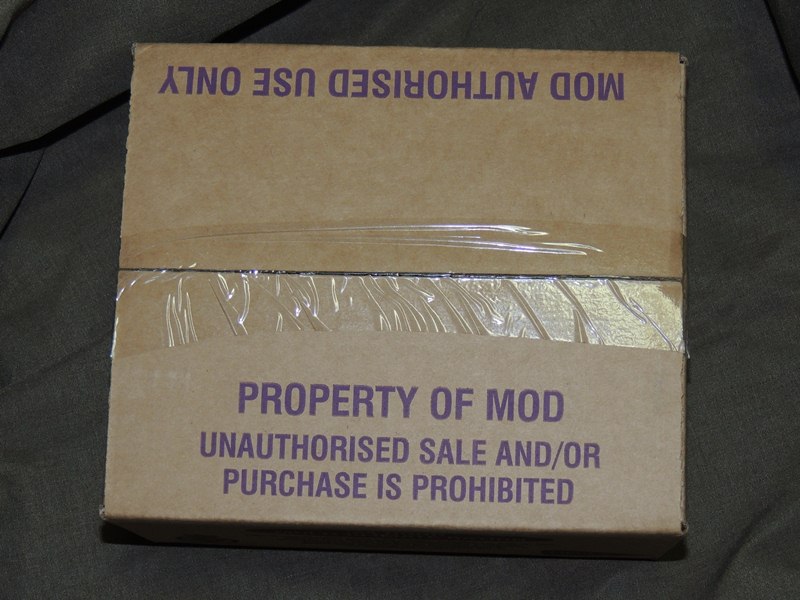 MOD AUTHORISED USE ONLY
PROPERTY OF MOD
UNAUTHORISED SALE AND/OR
PURCHASE IS PROHIBITED